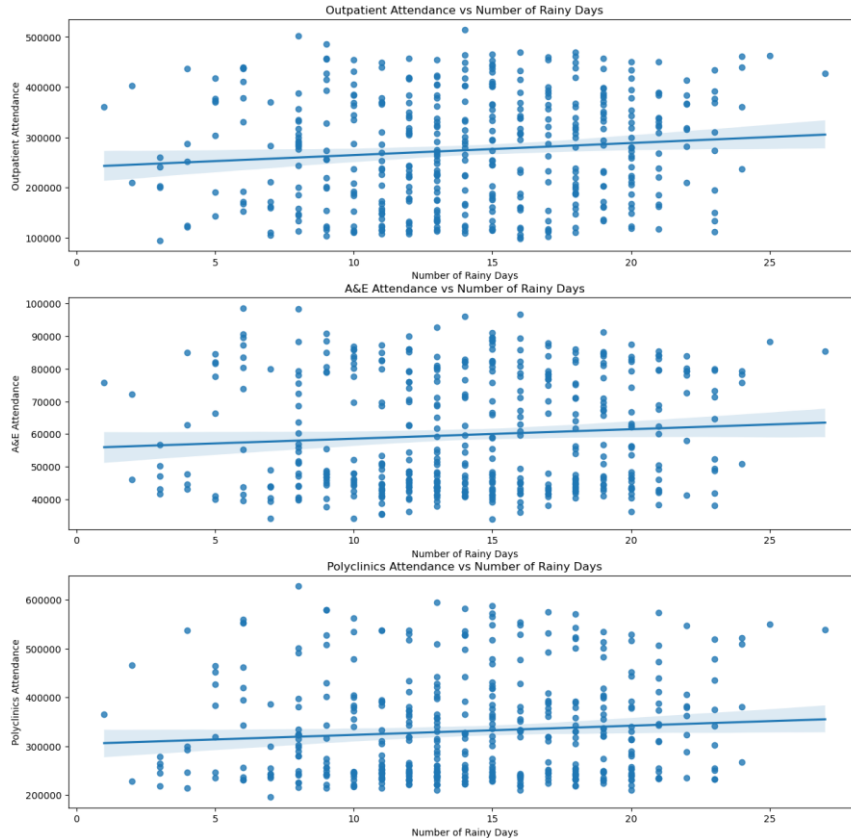 Outpatient Attendance vs Number of Rainy Days
500000
400000
300000
200000
100000
Outpatient Attendance
0 5 10 15 20 25
Number of Rainy Days
A&E Attendance vs Number of Rainy Days
100000
90000
80000
70000
60000
50000
40000
A&E Attendance
0 5 10 15 20 25
Number of Rainy Days
Polyclinics Attendance vs Number of Rainy Days
600000
500000
400000
300000
200000
Polyclinics Attendance
0 5 10 15 20 25
Number of Rainy Days